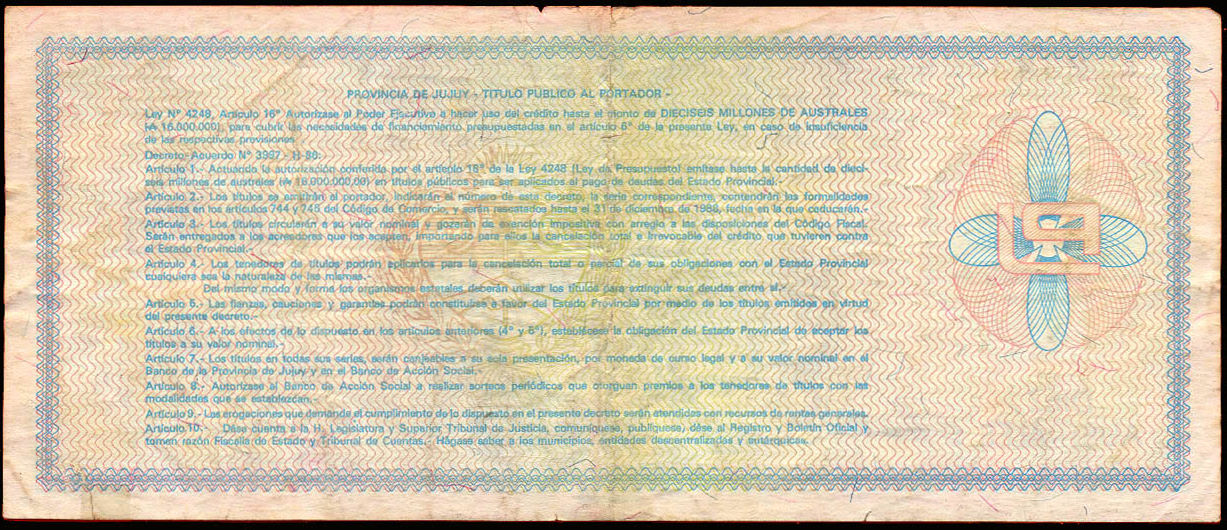 PROVINCIA DE JUJUY - TITULO PUBLICO AL PORTADOR -
Ley Nº 4248, Artículo 16º Autorízase al Poder Ejecutivo a hacer uso del crédito hasta el monto de DIECISEIS MILLONES DE AUSTRALES
(₳ 16.000.000), para cubrir las necesidades de financiamiento presupuestadas en el artículo 6º de la presente Ley, en caso de insuficiencia
de las respectivas previsiones
Decreto-Acuerdo Nº 3997 - H-86:-
Artículo 1.- Actuando la autorización conferida por el artículo 16º de la Ley 4248 (Ley de Presupuesto) emítase hasta la cantidad de dieci-
seis millones de australes (₳ 16.000.000,00) en títulos públicos para ser aplicados al pago de deudas del Estado Provincial.-
Artículo 2.- Los títulos se emitirán al portador, indicarán el número de este decreto, la serie correspondiente, contendrán las formalidades
previstas en los artículos 744 y 745 del Código de Comercio, y serán rescatados hasta el 31 de diciembre de 1988, fecha en la que caducarán.-
Artículo 3.- Los títulos circularán a su valor nominal y gozarán de exención impositiva con arreglo a las disposiciones del Código Fiscal.
Serán entregados a los acreedores que los acepten, importando para ellos la cancelación total e irrevocable del crédito que tuvieren contra
el Estado Provincial.-
Artículo 4.- Los tenedores de títulos podrán aplicarlos para la cancelación total o parcial de sus obligaciones con el Estado Provincial
cualquiera sea la naturaleza de las mismas.-
Del mismo modo y forma los organismos estatales deberán utilizar los títulos para extinguir sus deudas entre sí.-
Artículo 5.- Las fianzas, cauciones y garantías podrán constituirse a favor del Estado Provincial por medio de los títulos emitidos en virtud
del presente decreto.-
Artículo 6.- A los efectos de lo dispuesto en los artículos anteriores (4º y 5º), establécese la obligación del Estado Provincial de aceptar los
títulos a su valor nominal.-
Artículo 7.- Los títulos en todas sus series, serán canjeables a su sola presentación, por moneda de curso legal y a su valor nominal en el
Banco de la Provincia de Jujuy y en el Banco de Acción Social.-
Artículo 8.- Autorízase al Banco de Acción Social a realizar sorteos periódicos que otorguen premios a los tenedores de títulos con las
modalidades que se establezcan.-
Artículo 9.- Las erogaciones que demande el cumplimiento de lo dispuesto en el presente decreto serán atendidas con recursos de rentas generales.
Artículo 10.- Dése cuenta a la H. Legislatura y Superior Tribunal de Justicia, comuníquese, publíquese, dése al Registro y Boletín Oficial y
tomen razón Fiscalía de Estado y Tribunal de Cuentas.- Hágase saber a los municipios, entidades descentralizadas y autárquicas.-